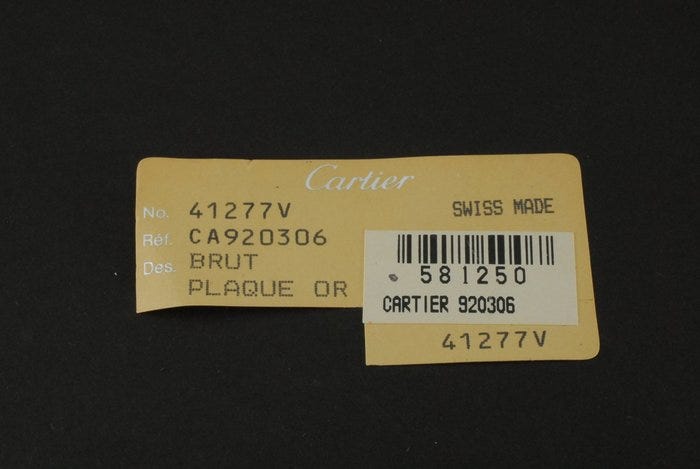 Cartier
SWISS MADE
No. 41277V
Réf. CA920306
Des. BRUT
PLAQUE OR
581250
CARTIER 920306
41277V